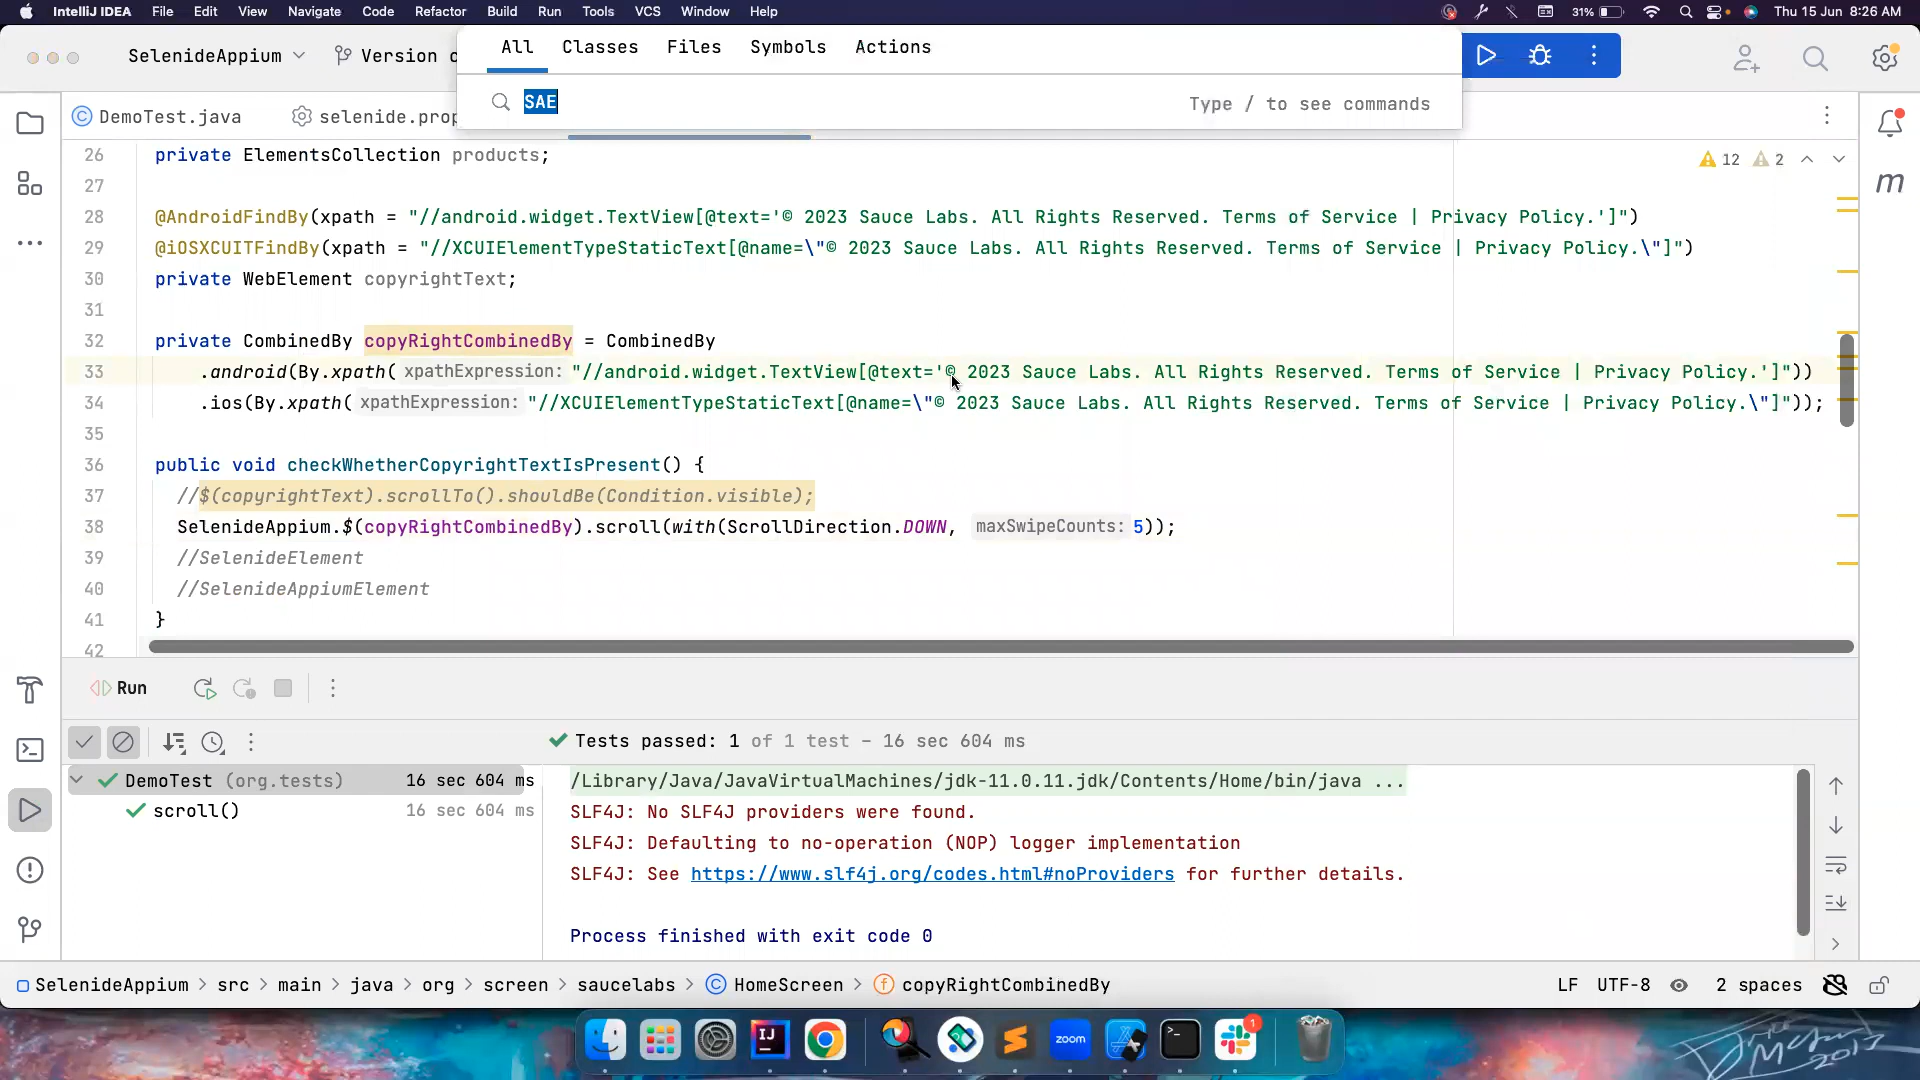 IntelliJ IDEA File Edit View Navigate Code Refactor Build Run Tools VCS Window Help 31% Thu 15 Jun 8:26 AM
SelenideAppium Version c
All Classes Files Symbols Actions
SAE Type / to see commands
DemoTest.java selenide.prop
26 private ElementsCollection products; 12 2
27
28 @AndroidFindBy(xpath = "//android.widget.TextView[@text='© 2023 Sauce Labs. All Rights Reserved. Terms of Service | Privacy Policy.']")
29 @iOSXCUITFindBy(xpath = "//XCUIElementTypeStaticText[@name=\"© 2023 Sauce Labs. All Rights Reserved. Terms of Service | Privacy Policy.\"]")
30 private WebElement copyrightText;
31
32 private CombinedBy copyRightCombinedBy = CombinedBy
33 .android(By.xpath( xpathExpression: "//android.widget.TextView[@text='© 2023 Sauce Labs. All Rights Reserved. Terms of Service | Privacy Policy.']"))
34 .ios(By.xpath( xpathExpression: "//XCUIElementTypeStaticText[@name=\"© 2023 Sauce Labs. All Rights Reserved. Terms of Service | Privacy Policy.\"]"));
35
36 public void checkWhetherCopyrightTextIsPresent() {
37 //$(copyrightText).scrollTo().shouldBe(Condition.visible);
38 SelenideAppium.$(copyRightCombinedBy).scroll(with(ScrollDirection.DOWN, maxSwipeCounts: 5));
39 //SelenideElement
40 //SelenideAppiumElement
41 }
42
Run
Tests passed: 1 of 1 test – 16 sec 604 ms
DemoTest (org.tests) 16 sec 604 ms
scroll() 16 sec 604 ms
/Library/Java/JavaVirtualMachines/jdk-11.0.11.jdk/Contents/Home/bin/java ...
SLF4J: No SLF4J providers were found.
SLF4J: Defaulting to no-operation (NOP) logger implementation
SLF4J: See https://www.slf4j.org/codes.html#noProviders for further details.
Process finished with exit code 0
SelenideAppium > src > main > java > org > screen > saucelabs > HomeScreen > copyRightCombinedBy LF UTF-8 2 spaces
IJ zoom 1
2017